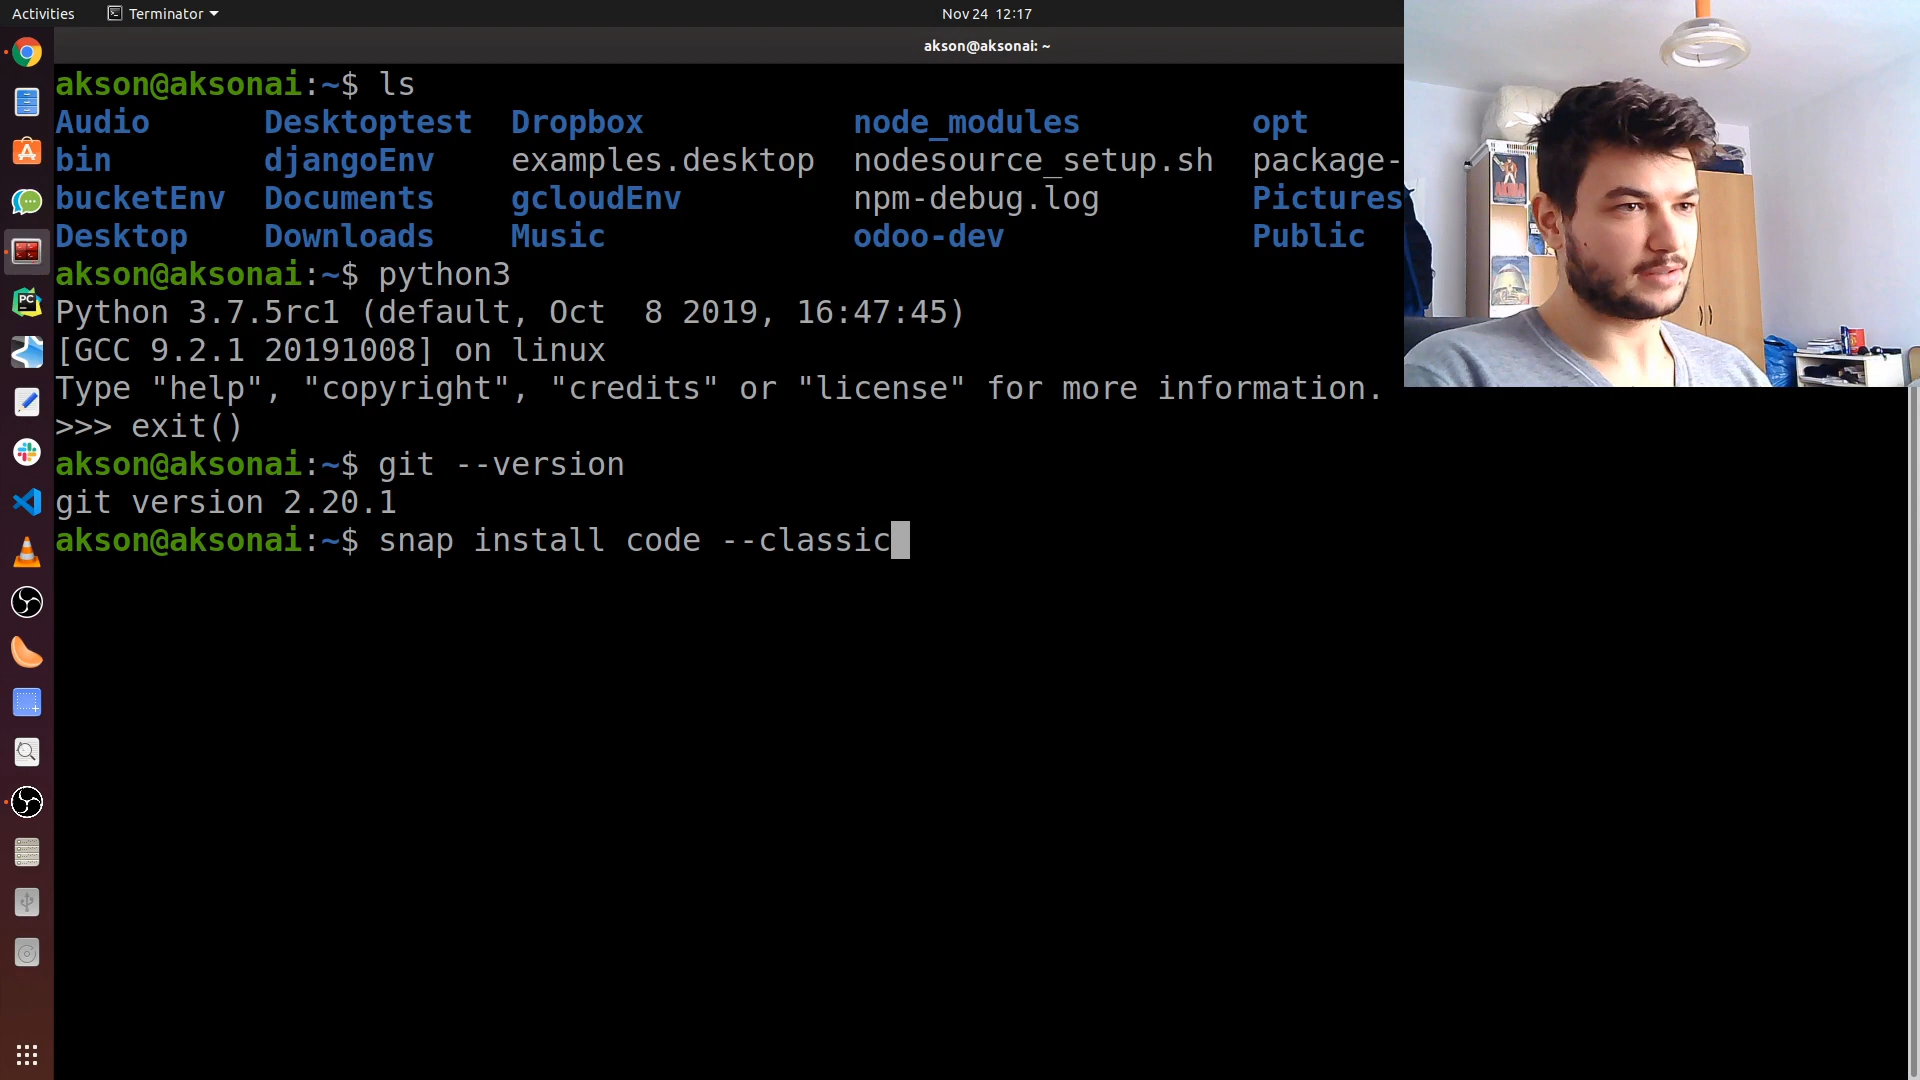 Activities Terminator Nov 24 12:17
akson@aksonai: ~
akson@aksonai:~$ ls
Audio Desktoptest Dropbox node_modules opt
bin djangoEnv examples.desktop nodesource_setup.sh package-
bucketEnv Documents gcloudEnv npm-debug.log Pictures
Desktop Downloads Music odoo-dev Public
akson@aksonai:~$ python3
Python 3.7.5rc1 (default, Oct  8 2019, 16:47:45)
[GCC 9.2.1 20191008] on linux
Type "help", "copyright", "credits" or "license" for more information.
>>> exit()
akson@aksonai:~$ git --version
git version 2.20.1
akson@aksonai:~$ snap install code --classic
PC